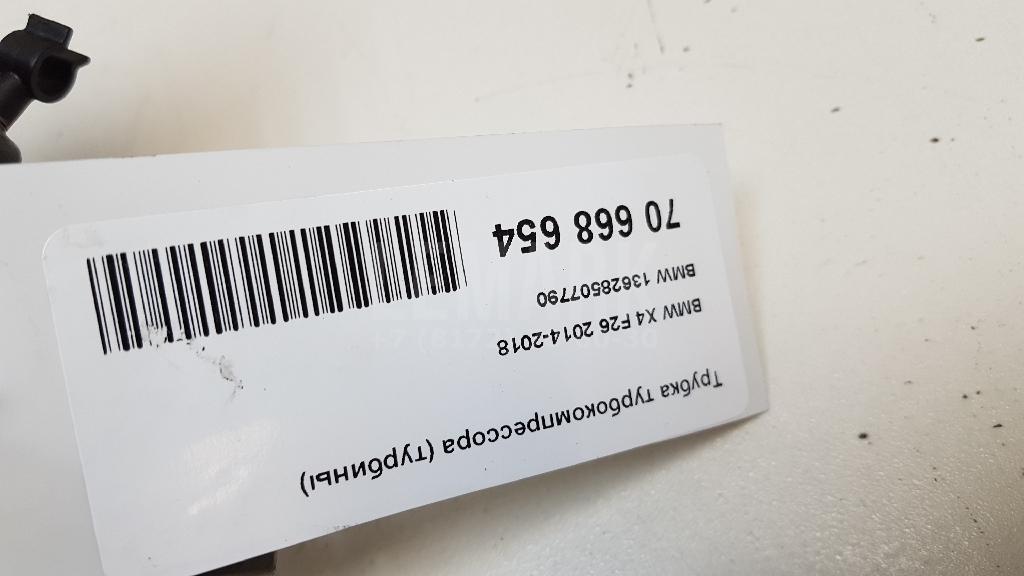 Трубка турбокомпрессора (турбины)
BMW X4 F26 2014-2018
BMW 13628507790
70 668 654